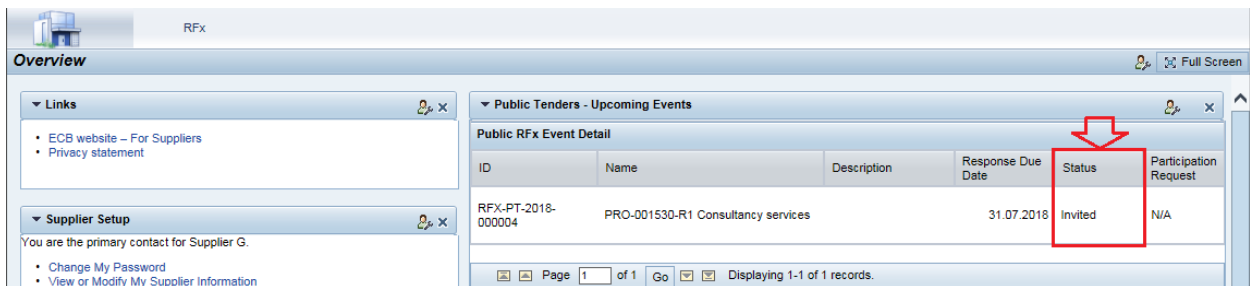 RFx
Overview
Full Screen
Links
• ECB website – For Suppliers
• Privacy statement
Supplier Setup
You are the primary contact for Supplier G.
• Change My Password
• View or Modify My Supplier Information
Public Tenders - Upcoming Events
Public RFx Event Detail
ID Name Description Response Due Date Status Participation Request
RFX-PT-2018-000004 PRO-001530-R1 Consultancy services 31.07.2018 Invited N/A
Page 1 of 1 Go Displaying 1-1 of 1 records.